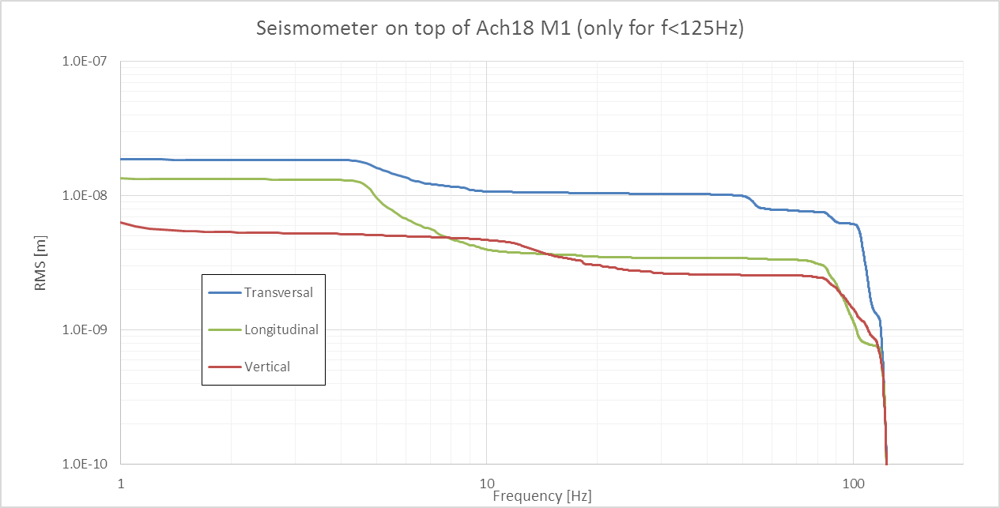 Seismometer on top of Ach18 M1 (only for f<125Hz)
1.0E-07
1.0E-08
1.0E-09
1.0E-10
RMS [m]
Transversal
Longitudinal
Vertical
1
10
100
Frequency [Hz]